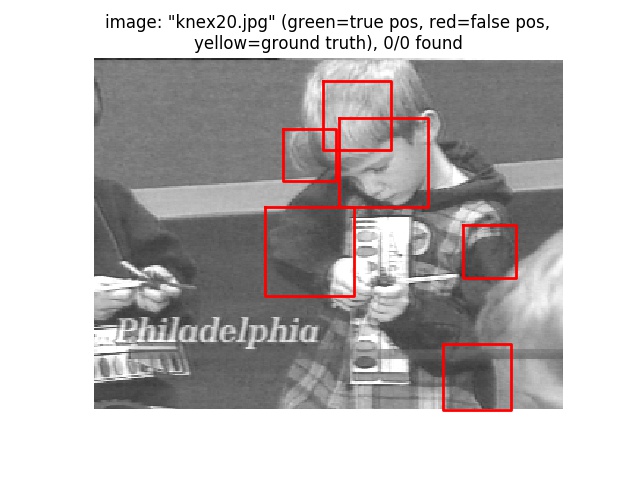 image: "knex20.jpg" (green=true pos, red=false pos,
yellow=ground truth), 0/0 found
Philadelphia